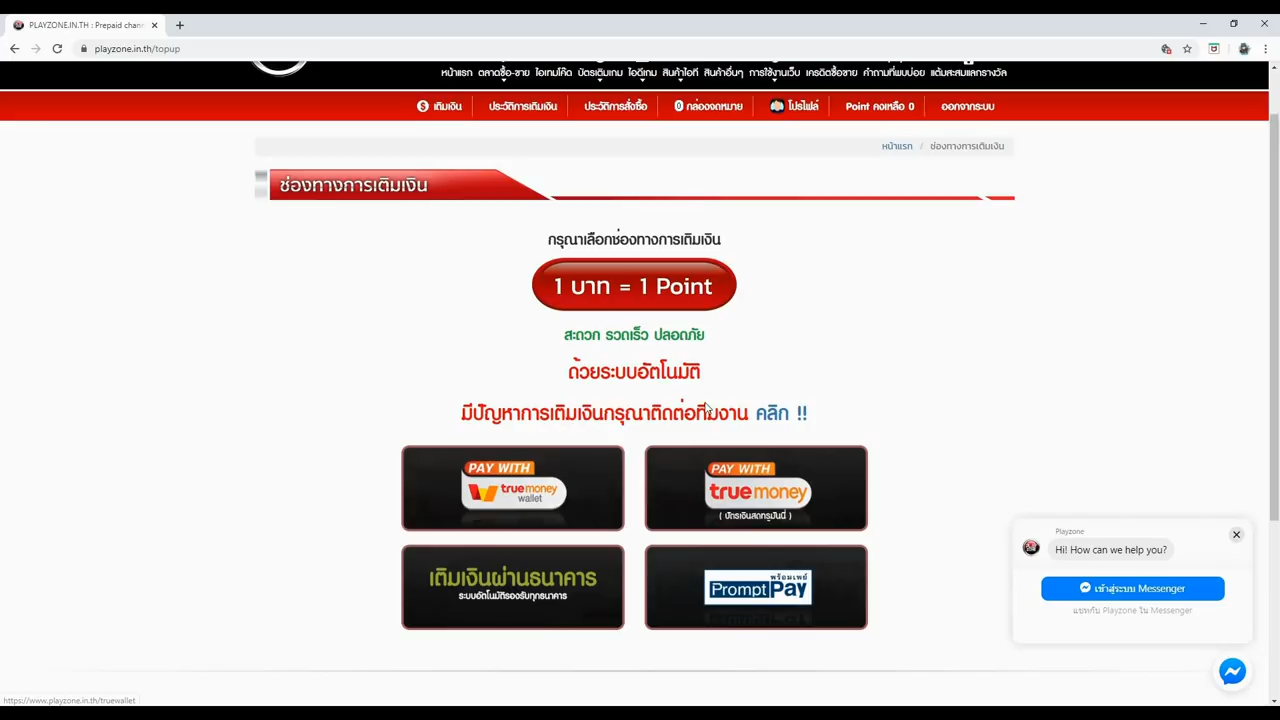 PLAYZONE.IN.TH : Prepaid chan
playzone.in.th/topup
หน้าแรก ตลาดซื้อ-ขาย ไอเทมโค๊ด บัตรเติมเกม ไอดีเกม สินค้าไอที สินค้าอื่นๆ การใช้งานเว็บ เครดิตซื้อขาย คำถามที่พบบ่อย แต้มสะสมแลกรางวัล
เติมเงิน ประวัติการเติมเงิน ประวัติการสั่งซื้อ 0 กล่องจดหมาย โปรไฟล์ Point คงเหลือ 0 ออกจากระบบ
หน้าแรก / ช่องทางการเติมเงิน
ช่องทางการเติมเงิน
กรุณาเลือกช่องทางการเติมเงิน
1 บาท = 1 Point
สะดวก รวดเร็ว ปลอดภัย
ด้วยระบบอัตโนมัติ
มีปัญหาการเติมเงินกรุณาติดต่อทีมงาน คลิก !!
PAY WITH
truemoney
wallet
PAY WITH
truemoney
( บัตรเงินสดทรูมันนี่ )
เติมเงินผ่านธนาคาร
ระบบอัตโนมัติรองรับทุกธนาคาร
พร้อมเพย์
PromptPay
Playzone
Hi! How can we help you?
เข้าสู่ระบบ Messenger
แชทกับ Playzone ใน Messenger
https://www.playzone.in.th/truewallet